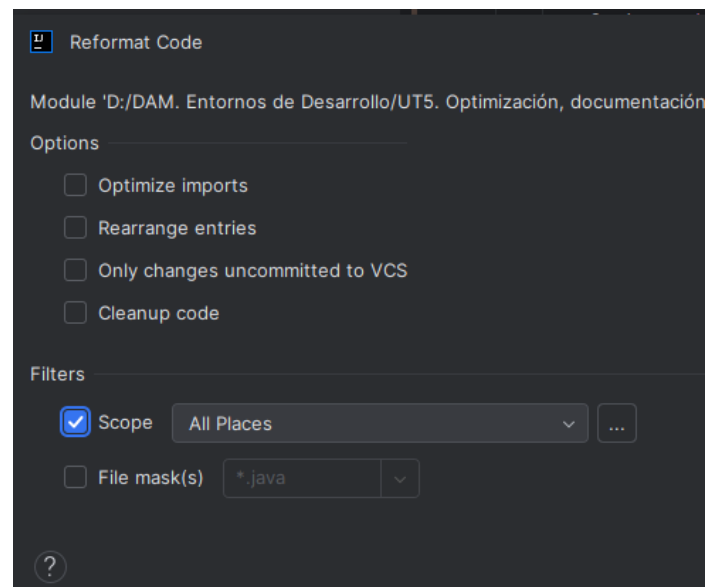 IJ
Reformat Code
Module 'D:/DAM. Entornos de Desarrollo/UT5. Optimización, documentación
Options
Optimize imports
Rearrange entries
Only changes uncommitted to VCS
Cleanup code
Filters
Scope All Places ...
File mask(s) *.java
?